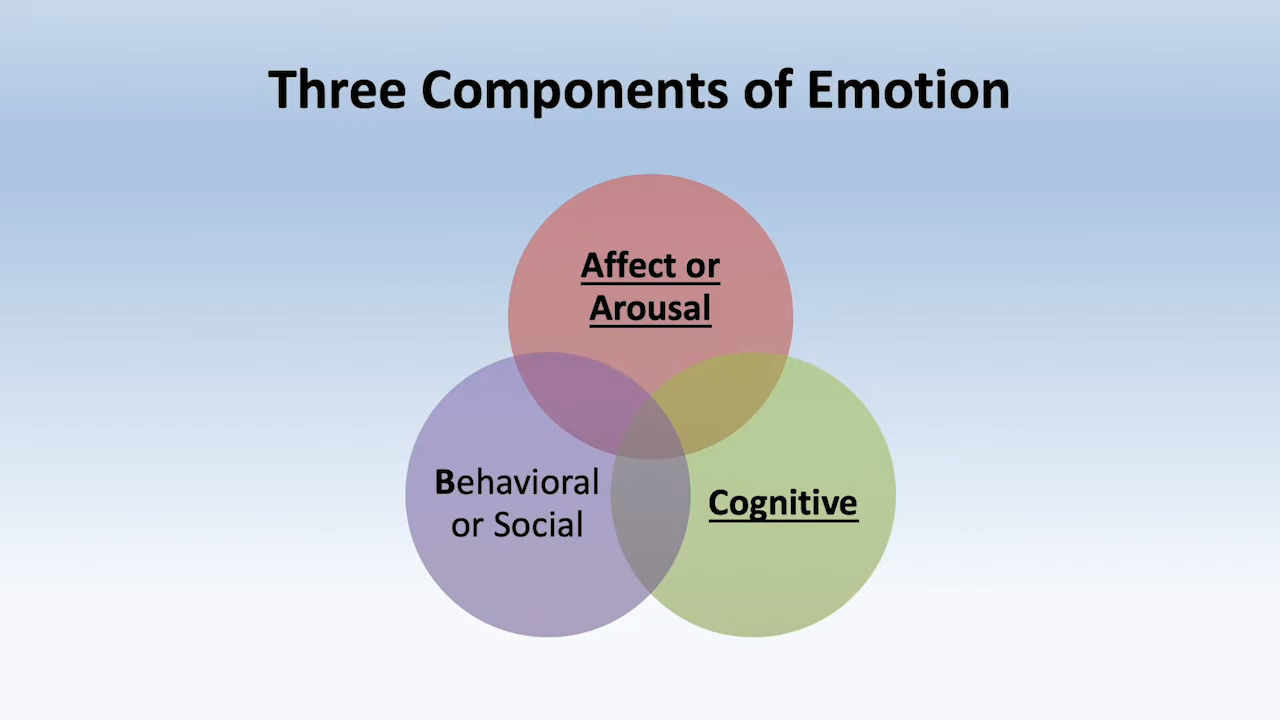 Three Components of Emotion
Affect or
Arousal
Behavioral
or Social
Cognitive